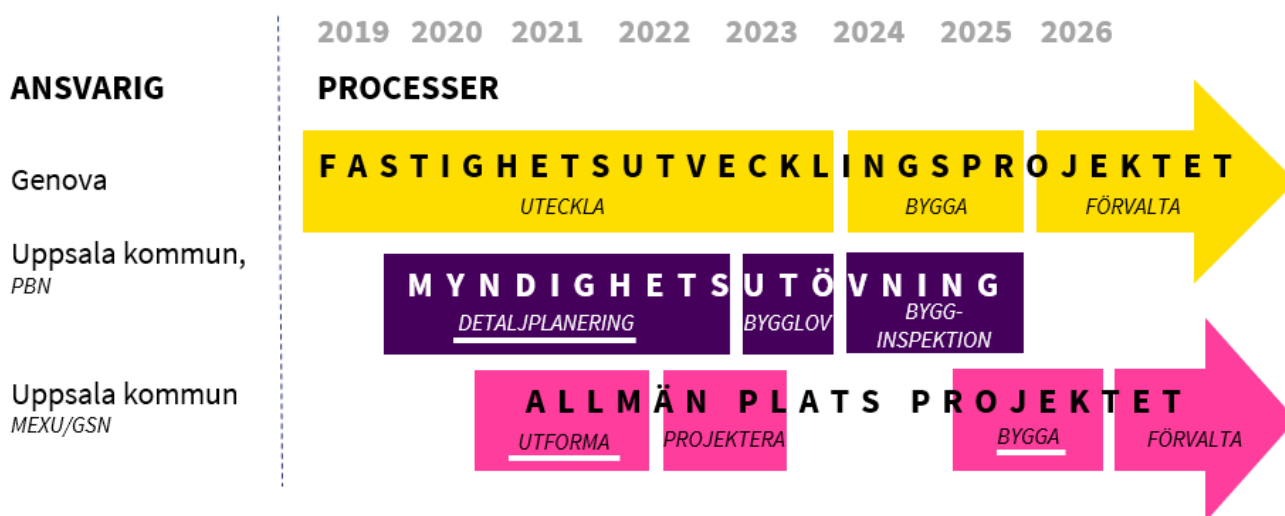 2019 2020 2021 2022 2023 2024 2025 2026
ANSVARIG
PROCESSER
Genova
FASTIGHETSUTVECKLINGSPROJEKTET
UTECKLA
BYGGA
FÖRVALTA
Uppsala kommun,
PBN
MYNDIGHETSUTÖVNING
DETALJPLANERING
BYGGLOV
BYGG-
INSPEKTION
Uppsala kommun
MEXU/GSN
ALLMÄN PLATS PROJEKTET
UTFORMA
PROJEKTERA
BYGGA
FÖRVALTA